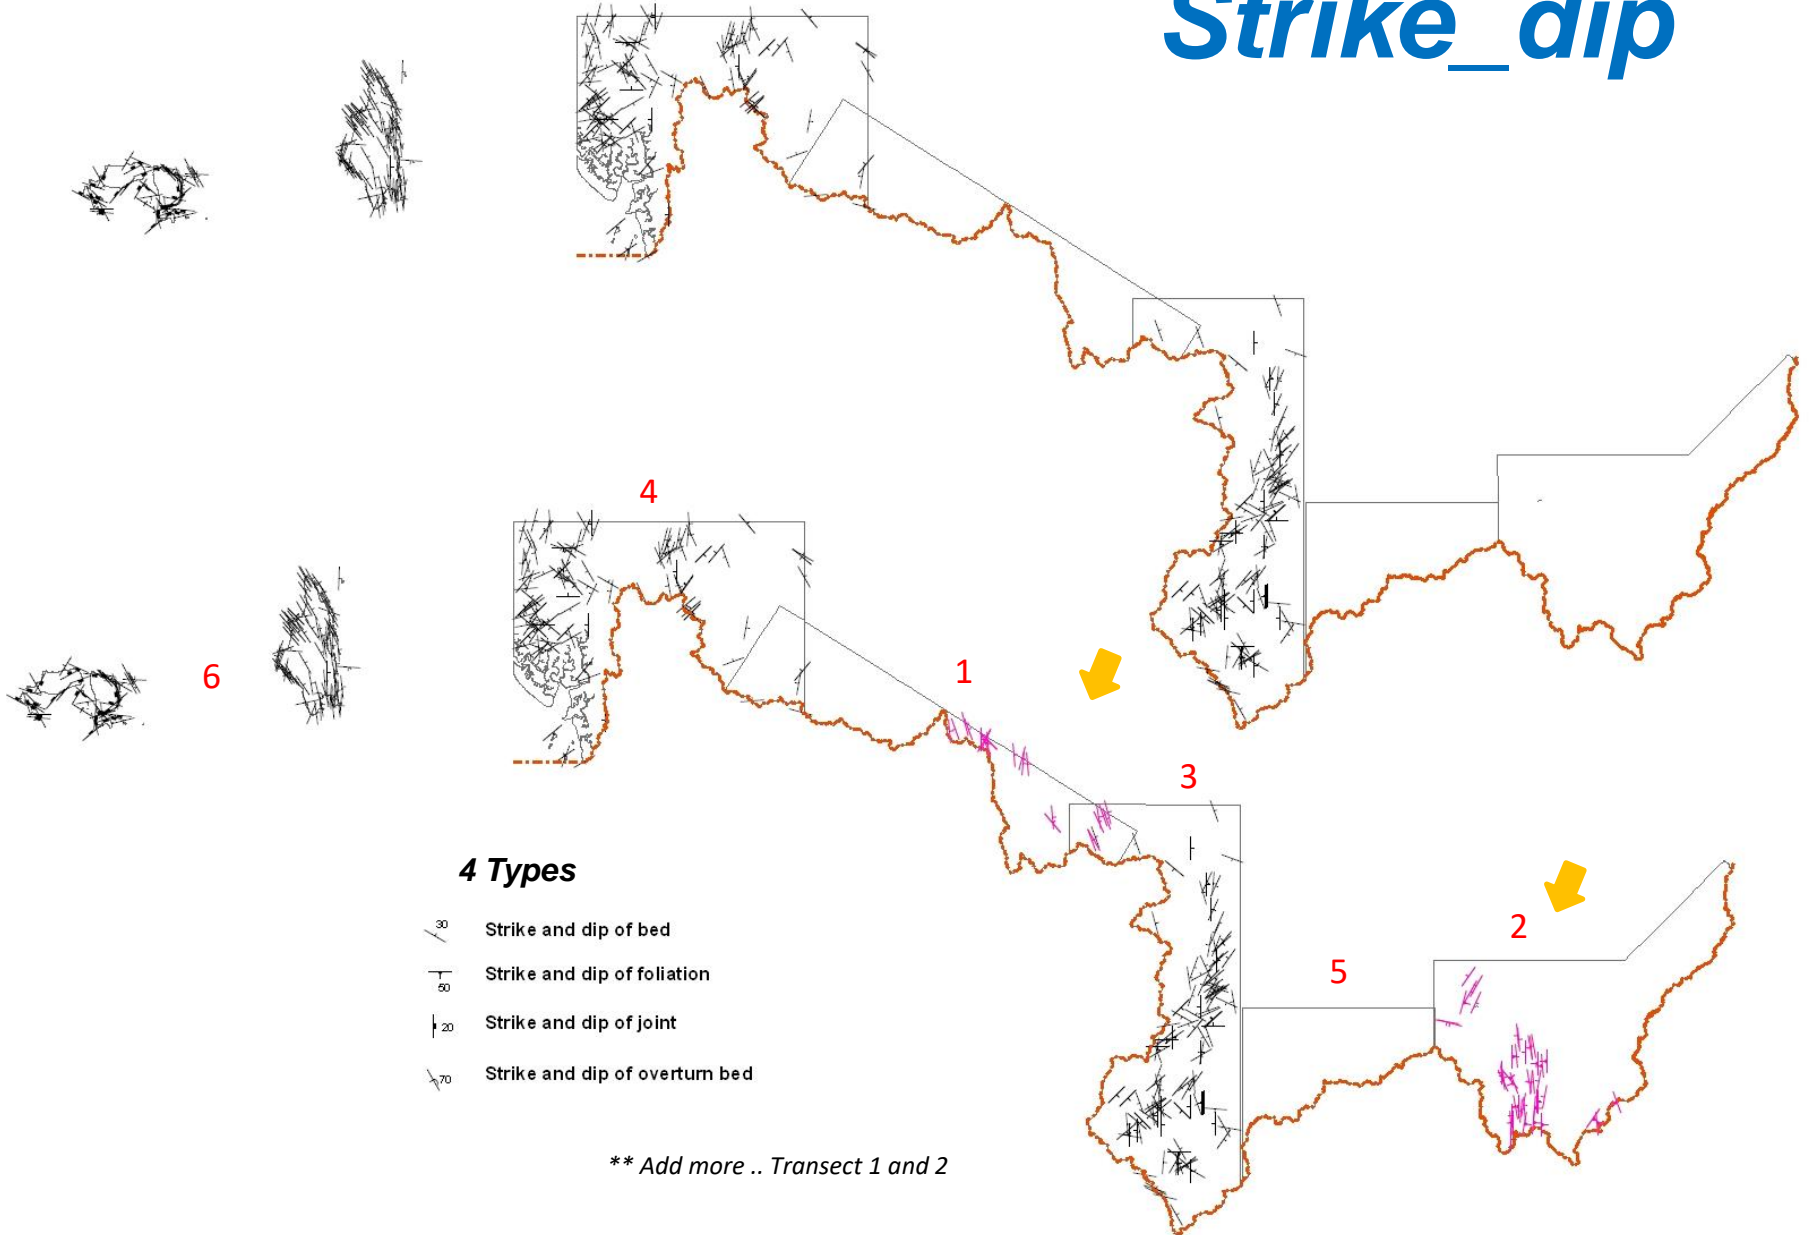 Strike_dip
4
6
1
3
2
5
4 Types
30
Strike and dip of bed
Strike and dip of foliation
50
20
Strike and dip of joint
70
Strike and dip of overturn bed
** Add more .. Transect 1 and 2